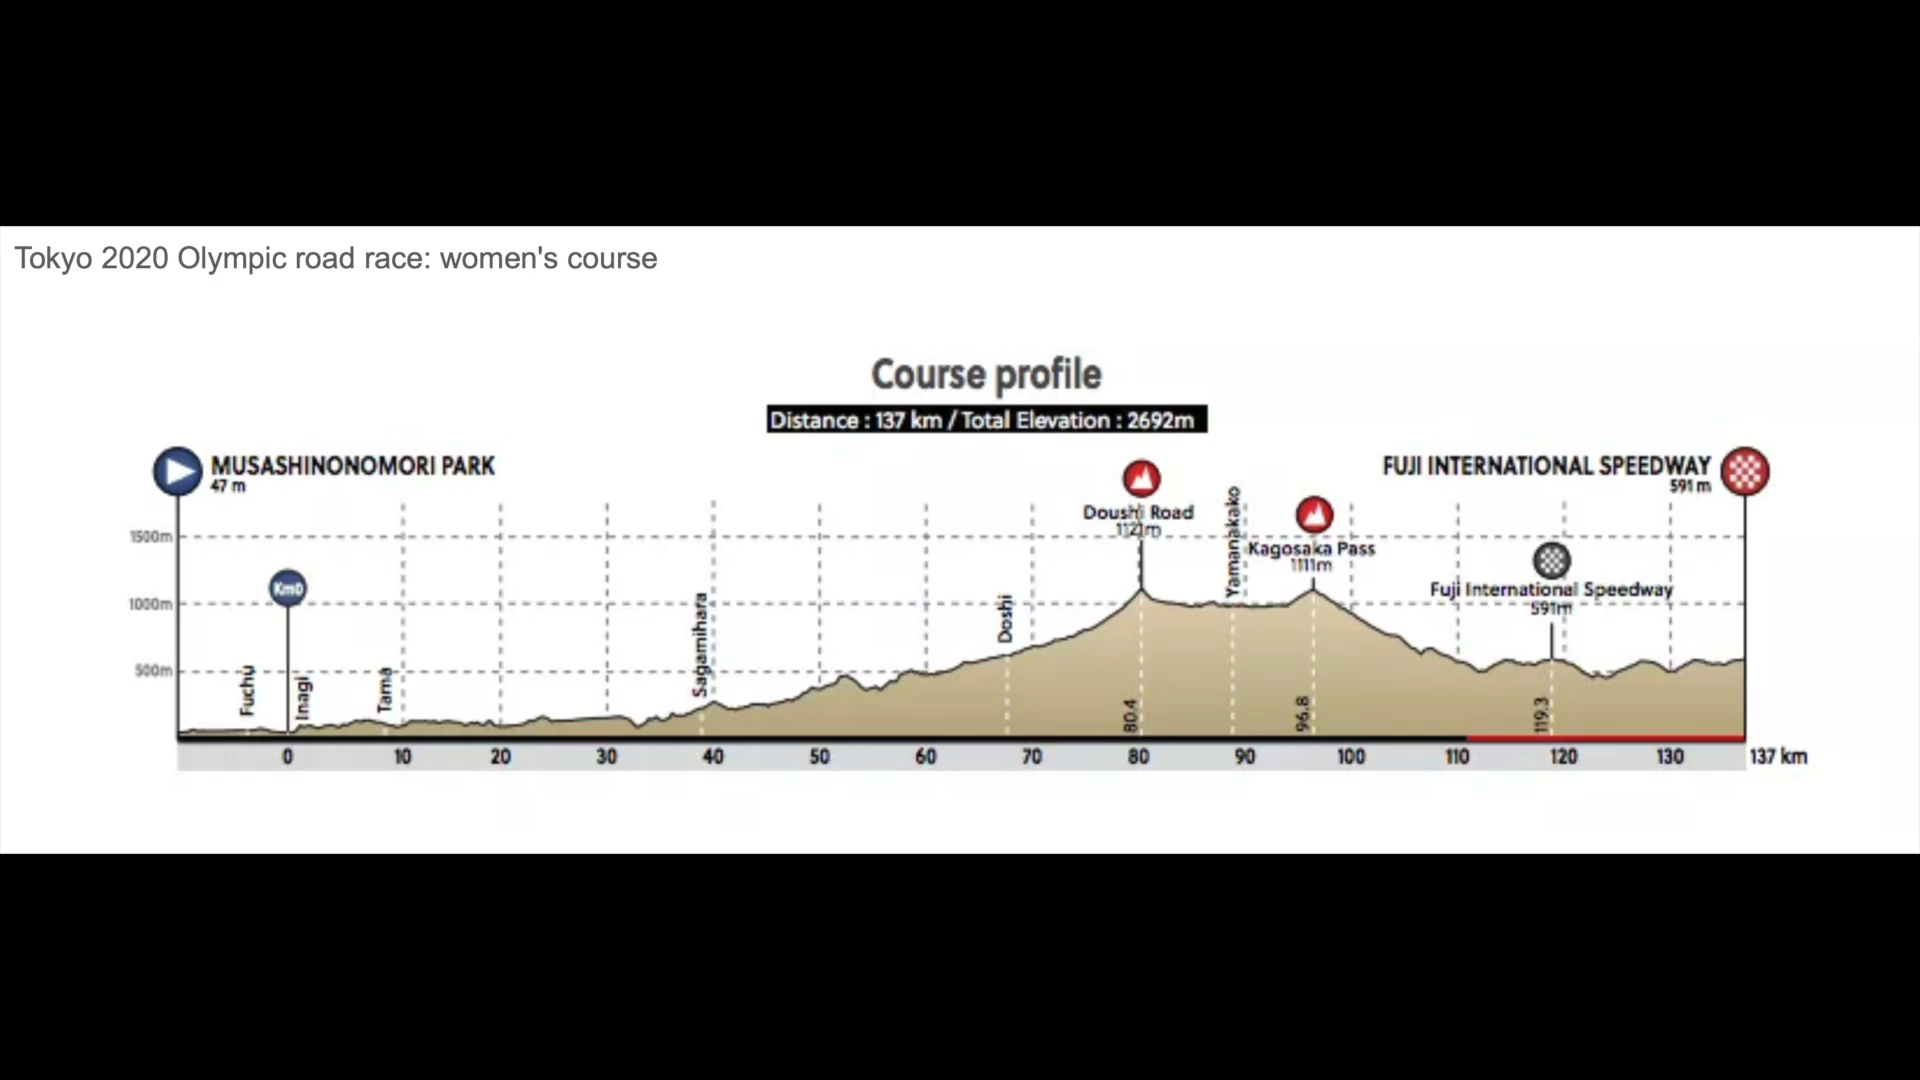 Tokyo 2020 Olympic road race: women's course
Course profile
Distance : 137 km / Total Elevation : 2692m
MUSASHINONOMORI PARK
47 m
FUJI INTERNATIONAL SPEEDWAY
591 m
Doushi Road
1121m
Yamanakako
Kagosaka Pass
1111m
Fuji International Speedway
591m
1500m
1000m
500m
Km0
Fuchu
Inagi
Tama
Sagamihara
Doshi
80.4
96.8
119.3
0 10 20 30 40 50 60 70 80 90 100 110 120 130 137 km